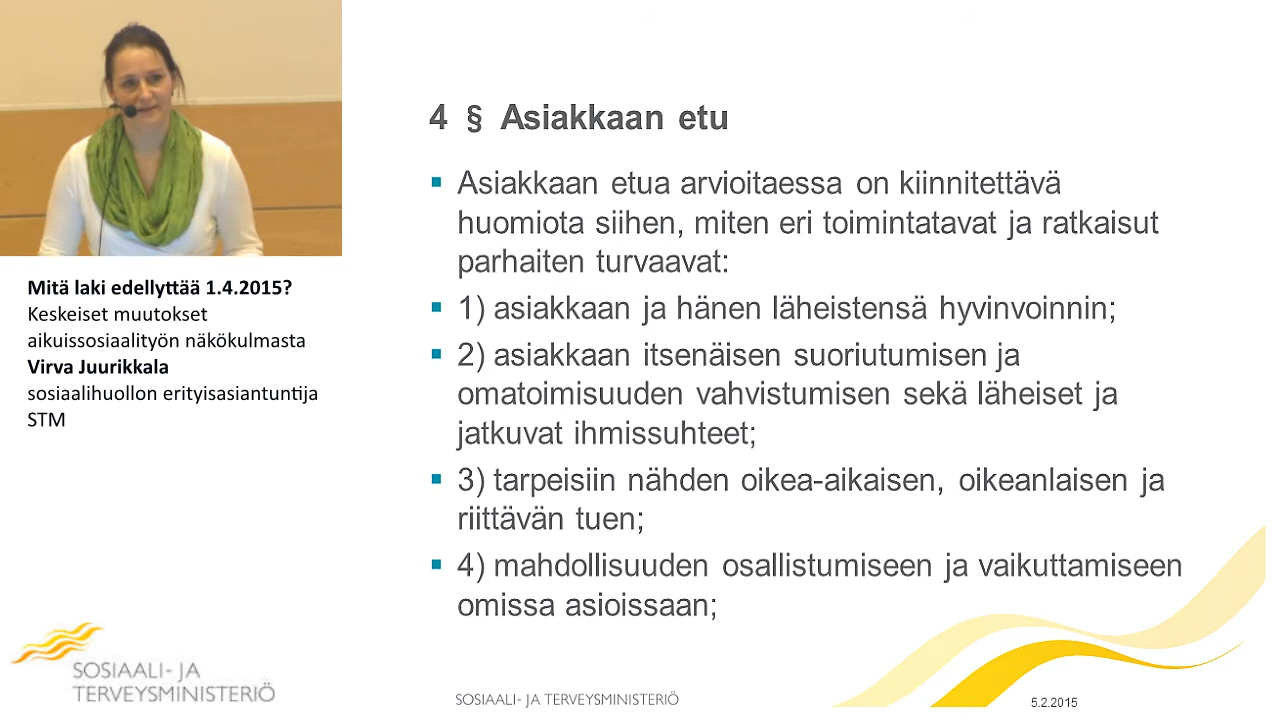 Mitä laki edellyttää 1.4.2015?
Keskeiset muutokset
aikuissosiaalityön näkökulmasta
Virva Juurikkala
sosiaalihuollon erityisasiantuntija
STM
SOSIAALI- JA
TERVEYSMINISTERIÖ
4 § Asiakkaan etu
Asiakkaan etua arvioitaessa on kiinnitettävä
huomiota siihen, miten eri toimintatavat ja ratkaisut
parhaiten turvaavat:
1) asiakkaan ja hänen läheistensä hyvinvoinnin;
2) asiakkaan itsenäisen suoriutumisen ja
omatoimisuuden vahvistumisen sekä läheiset ja
jatkuvat ihmissuhteet;
3) tarpeisiin nähden oikea-aikaisen, oikeanlaisen ja
riittävän tuen;
4) mahdollisuuden osallistumiseen ja vaikuttamiseen
omissa asioissaan;
SOSIAALI- JA TERVEYSMINISTERIÖ
5.2.2015